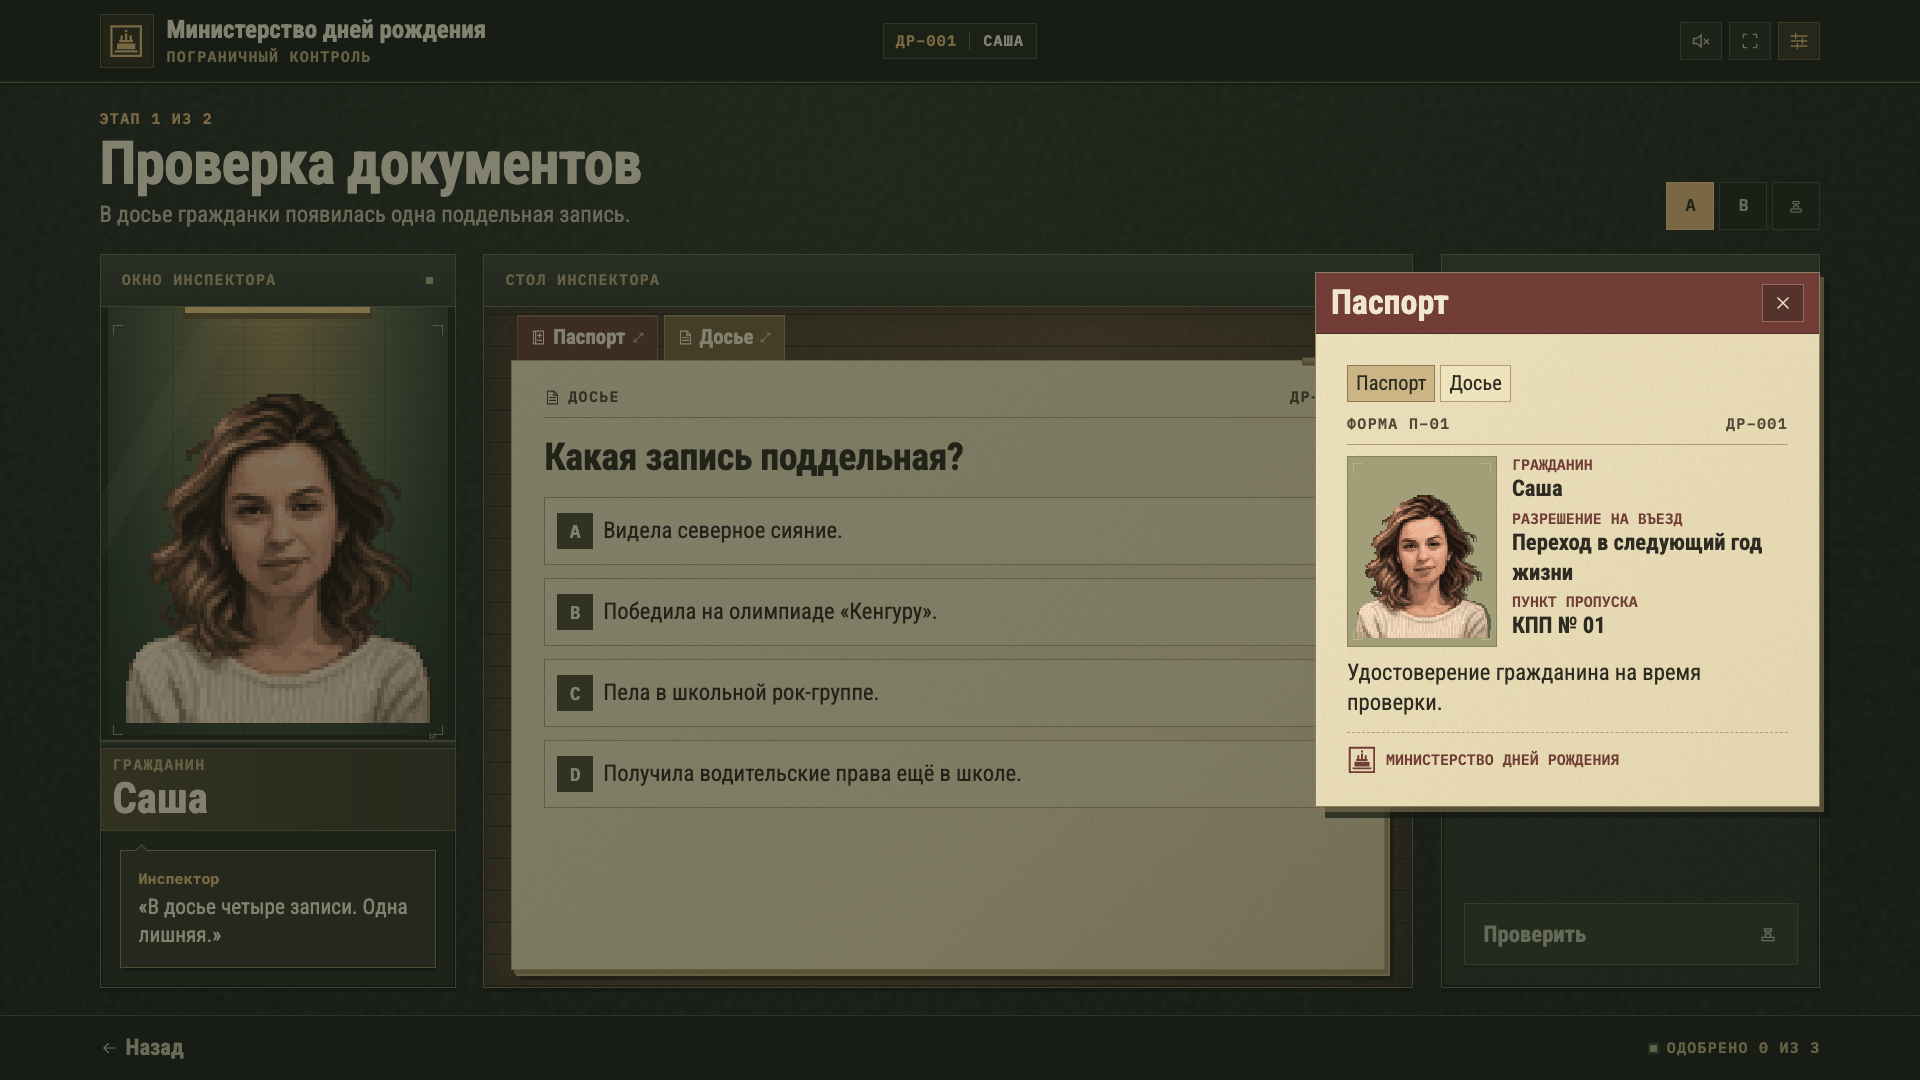 Министерство дней рождения
ПОГРАНИЧНЫЙ КОНТРОЛЬ
ДР-001 САША
ЭТАП 1 ИЗ 2
Проверка документов
В досье гражданки появилась одна поддельная запись.
A B
ОКНО ИНСПЕКТОРА
ГРАЖДАНИН
Саша
Инспектор
«В досье четыре записи. Одна
лишняя.»
СТОЛ ИНСПЕКТОРА
Паспорт Досье
ДОСЬЕ ДР-
Какая запись поддельная?
A Видела северное сияние.
B Победила на олимпиаде «Кенгуру».
C Пела в школьной рок-группе.
D Получила водительские права ещё в школе.
Паспорт
Паспорт Досье
ФОРМА П-01 ДР-001
ГРАЖДАНИН
Саша
РАЗРЕШЕНИЕ НА ВЪЕЗД
Переход в следующий год
жизни
ПУНКТ ПРОПУСКА
КПП № 01
Удостоверение гражданина на время
проверки.
МИНИСТЕРСТВО ДНЕЙ РОЖДЕНИЯ
Проверить
Назад
ОДОБРЕНО 0 ИЗ 3